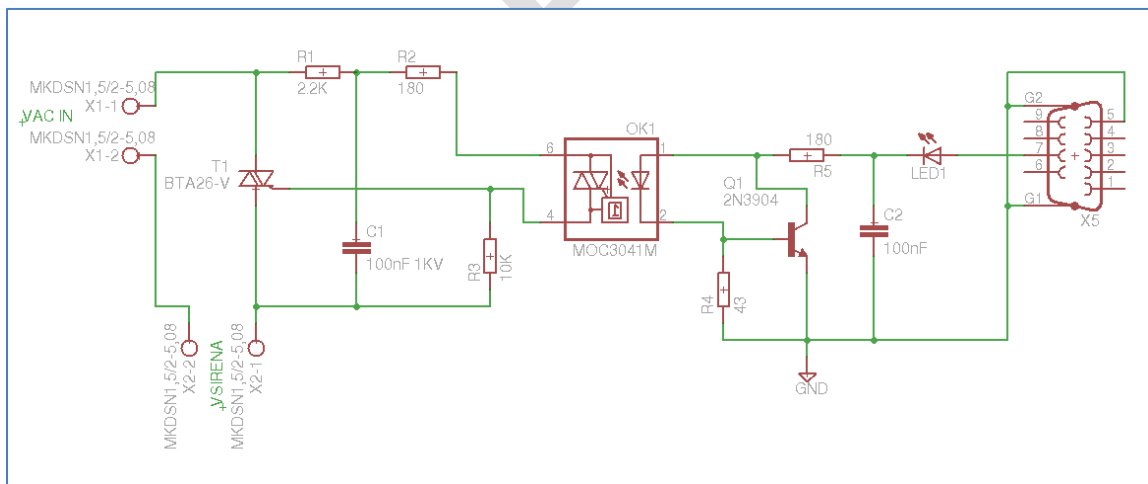 MKDSN1,5/2-5,08
X1-1
VAC IN
MKDSN1,5/2-5,08
X1-2
R1
2.2K
R2
180
T1
BTA26-V
C1
100nF 1KV
R3
10K
MKDSN1,5/2-5,08
X2-2
VSIRENA
MKDSN1,5/2-5,08
X2-1
OK1
6
4
1
2
MOC3041M
180
R5
Q1
2N3904
R4
43
C2
100nF
GND
LED1
G2
9
8
7
6
G1
5
4
3
2
1
X5